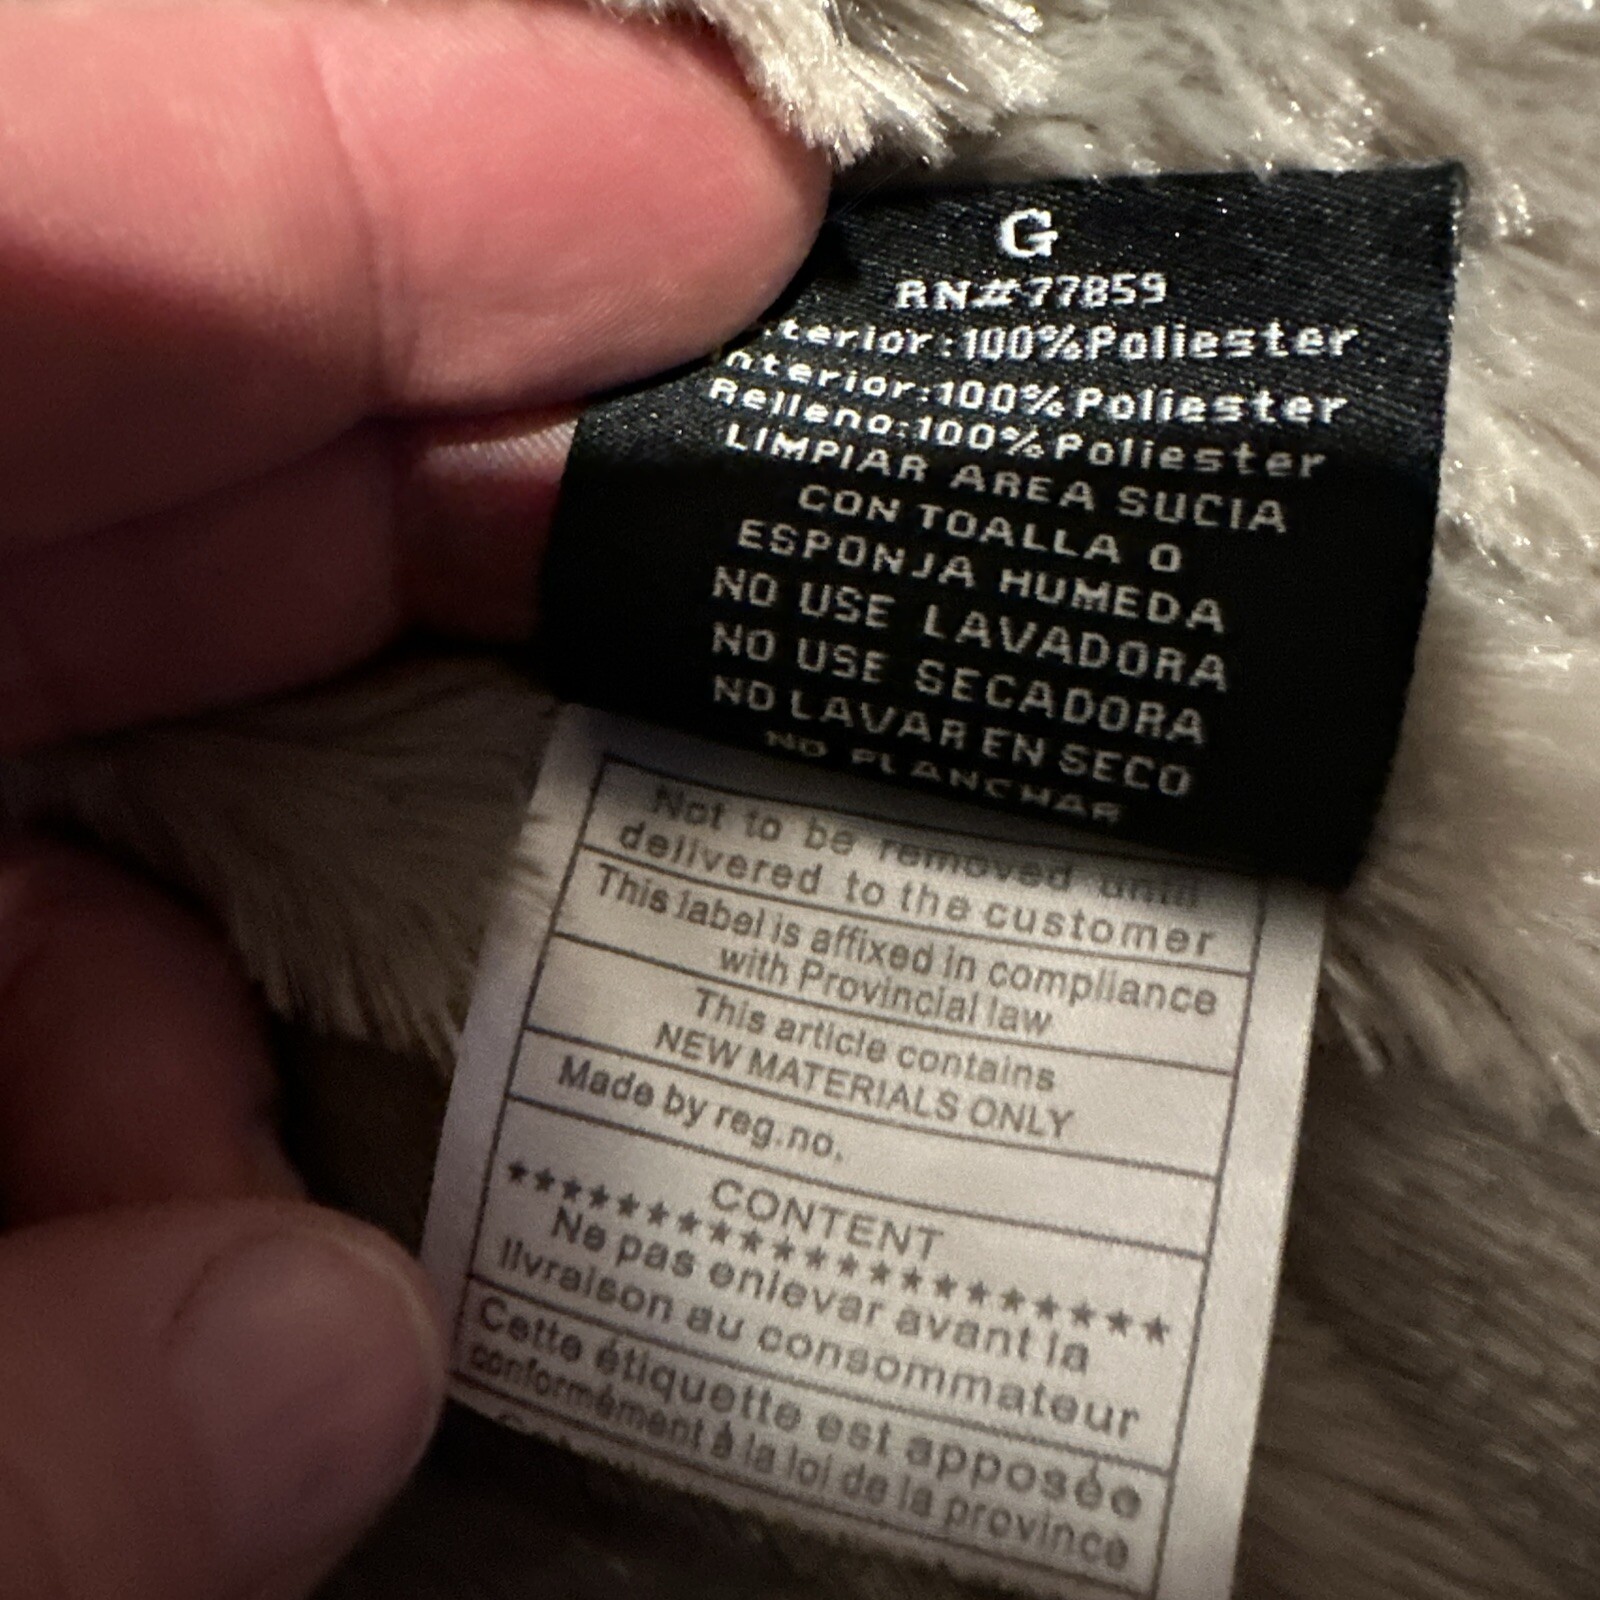 G
RN#77859
terior:100%Poliester
nterior:100%Poliester
Relleno:100%Poliester
LIMPIAR AREA SUCIA
CON TOALLA O
ESPONJA HUMEDA
NO USE LAVADORA
NO USE SECADORA
NO LAVAR EN SECO
NO PLANCHAR
Not to be removed until
delivered to the customer
This label is affixed in compliance
with Provincial law
This article contains
NEW MATERIALS ONLY
Made by reg.no.
CONTENT
*********************
Ne pas enlevar avant la
livraison au consommateur
Cette étiquette est apposée
conformément à la loi de la province